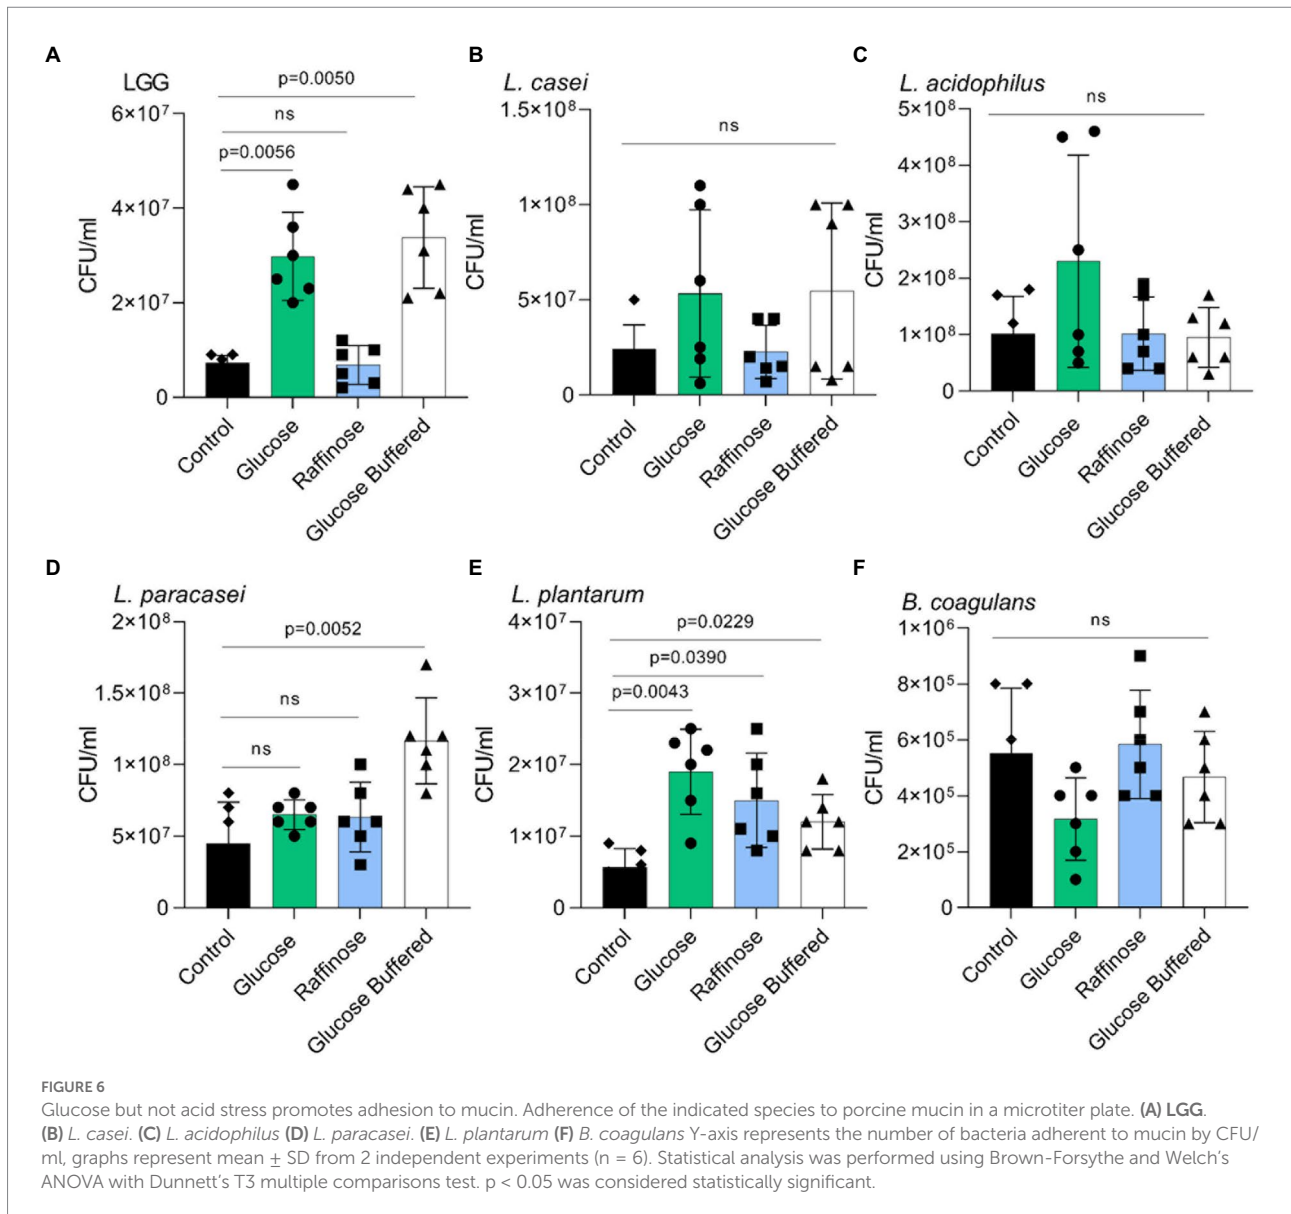 A
LGG
p=0.0050
ns
p=0.0056
6×10⁷
4×10⁷
2×10⁷
0
CFU/ml
Control
Glucose
Raffinose
Glucose Buffered
B
L. casei
ns
1.5×10⁸
1×10⁸
5×10⁷
0
CFU/ml
Control
Glucose
Raffinose
Glucose Buffered
C
L. acidophilus
ns
5×10⁸
4×10⁸
3×10⁸
2×10⁸
1×10⁸
0
CFU/ml
Control
Glucose
Raffinose
Glucose Buffered
D
L. paracasei
p=0.0052
ns
ns
2×10⁸
1.5×10⁸
1×10⁸
5×10⁷
0
CFU/ml
Control
Glucose
Raffinose
Glucose Buffered
E
L. plantarum
p=0.0229
p=0.0390
p=0.0043
4×10⁷
3×10⁷
2×10⁷
1×10⁷
0
CFU/ml
Control
Glucose
Raffinose
Glucose Buffered
F
B. coagulans
ns
1×10⁶
8×10⁵
6×10⁵
4×10⁵
2×10⁵
0
CFU/ml
Control
Glucose
Raffinose
Glucose Buffered
FIGURE 6
Glucose but not acid stress promotes adhesion to mucin. Adherence of the indicated species to porcine mucin in a microtiter plate. (A) LGG.
(B) L. casei. (C) L. acidophilus (D) L. paracasei. (E) L. plantarum (F) B. coagulans Y-axis represents the number of bacteria adherent to mucin by CFU/
ml, graphs represent mean ± SD from 2 independent experiments (n = 6). Statistical analysis was performed using Brown-Forsythe and Welch's
ANOVA with Dunnett's T3 multiple comparisons test. p < 0.05 was considered statistically significant.